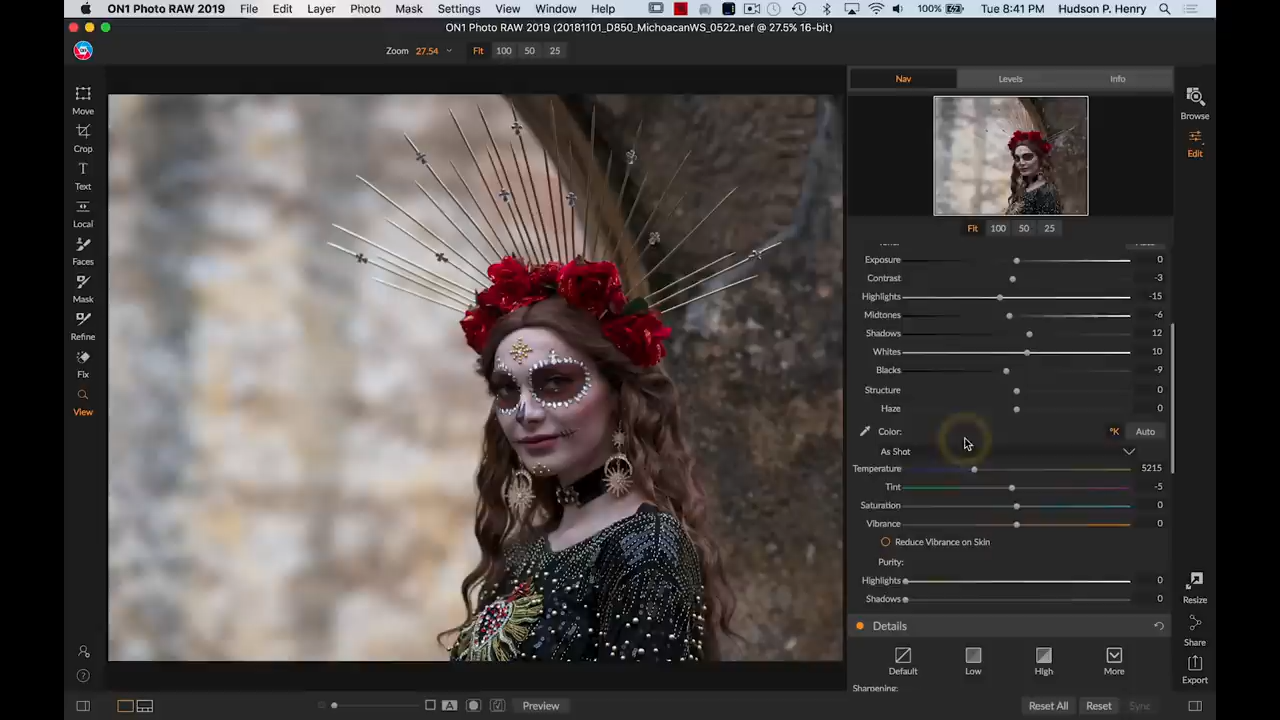 ON1 Photo RAW 2019 File Edit Layer Photo Mask Settings View Window Help 100% Tue 8:41 PM Hudson P. Henry
ON1 Photo RAW 2019 (20181101_D850_MichoacanWS_0522.nef @ 27.5% 16-bit)
Zoom 27.54 Fit 100 50 25
Nav Levels Info
Move
Crop
Text
Local
Faces
Mask
Refine
Fix
View
Browse
Edit
Fit 100 50 25
Exposure 0
Contrast -3
Highlights -15
Midtones -6
Shadows 12
Whites 10
Blacks -9
Structure 0
Haze 0
Color: °K Auto
As Shot
Temperature 5215
Tint -5
Saturation 0
Vibrance 0
Reduce Vibrance on Skin
Purity:
Highlights 0
Shadows 0
Details
Default Low High More
Sharpening:
Resize
Share
Export
? A Preview Reset All Reset Sync